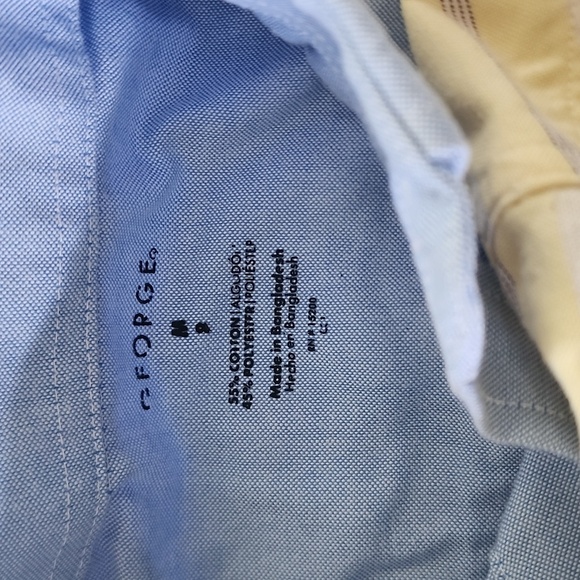 GEORGE.
M
55% COTTON|ALGODÓN
45% POLYESTER|POLIÉSTER
Made in Bangladesh
Hecho en Bangladesh